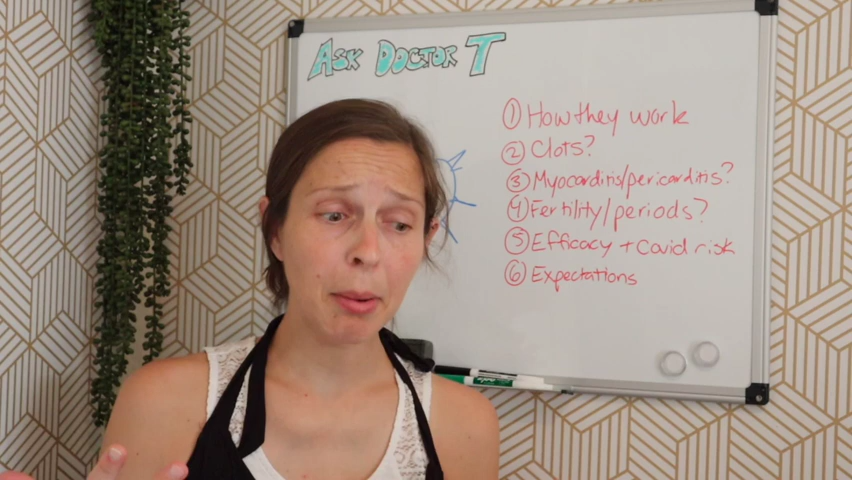 ASK DOCTOR T
① How they work
② Clots?
③ Myocarditis/pericarditis?
④ Fertility/periods?
⑤ Efficacy + Covid risk
⑥ Expectations